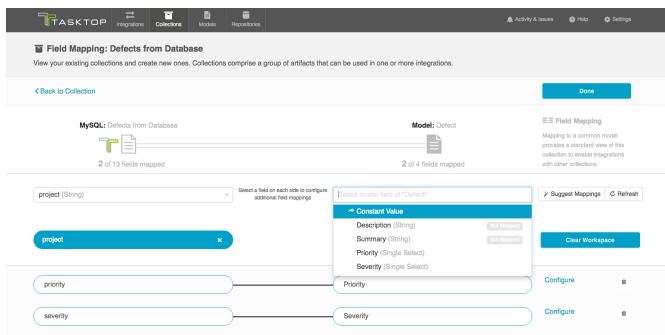 TASKTOP
Integrations
Collections
Models
Repositories
Activity & Issues
Help
Settings
Field Mapping: Defects from Database
View your existing collections and create new ones. Collections comprise a group of artifacts that can be used in one or more integrations.
Back to Collection
Done
MySQL: Defects from Database
Model: Defect
2 of 13 fields mapped
2 of 4 fields mapped
Field Mapping
Mapping to a common model
provides a standard view of this
collection to enable integrations
with other collections.
project (String)
Select a field on each side to configure
additional field mappings
Select model field of "Defect"
Suggest Mappings
Refresh
Constant Value
Description (String) Not Mapped
Summary (String) Not Mapped
Priority (Single Select)
Severity (Single Select)
project
Clear Workspace
priority
Priority
Configure
severity
Severity
Configure